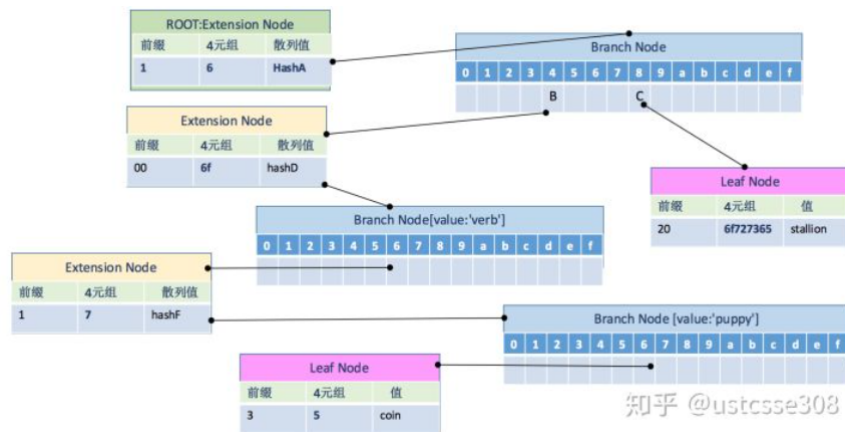 ROOT:Extension Node
前缀 4元组 散列值
1 6 HashA
Branch Node
0 1 2 3 4 5 6 7 8 9 a b c d e f
B C
Extension Node
前缀 4元组 散列值
00 6f hashD
Leaf Node
前缀 4元组 值
20 6f727365 stallion
Branch Node[value:'verb']
0 1 2 3 4 5 6 7 8 9 a b c d e f
Extension Node
前缀 4元组 散列值
1 7 hashF
Branch Node [value:'puppy']
0 1 2 3 4 5 6 7 8 9 a b c d e f
Leaf Node
前缀 4元组 值
3 5 coin
知乎 @ustcsse308